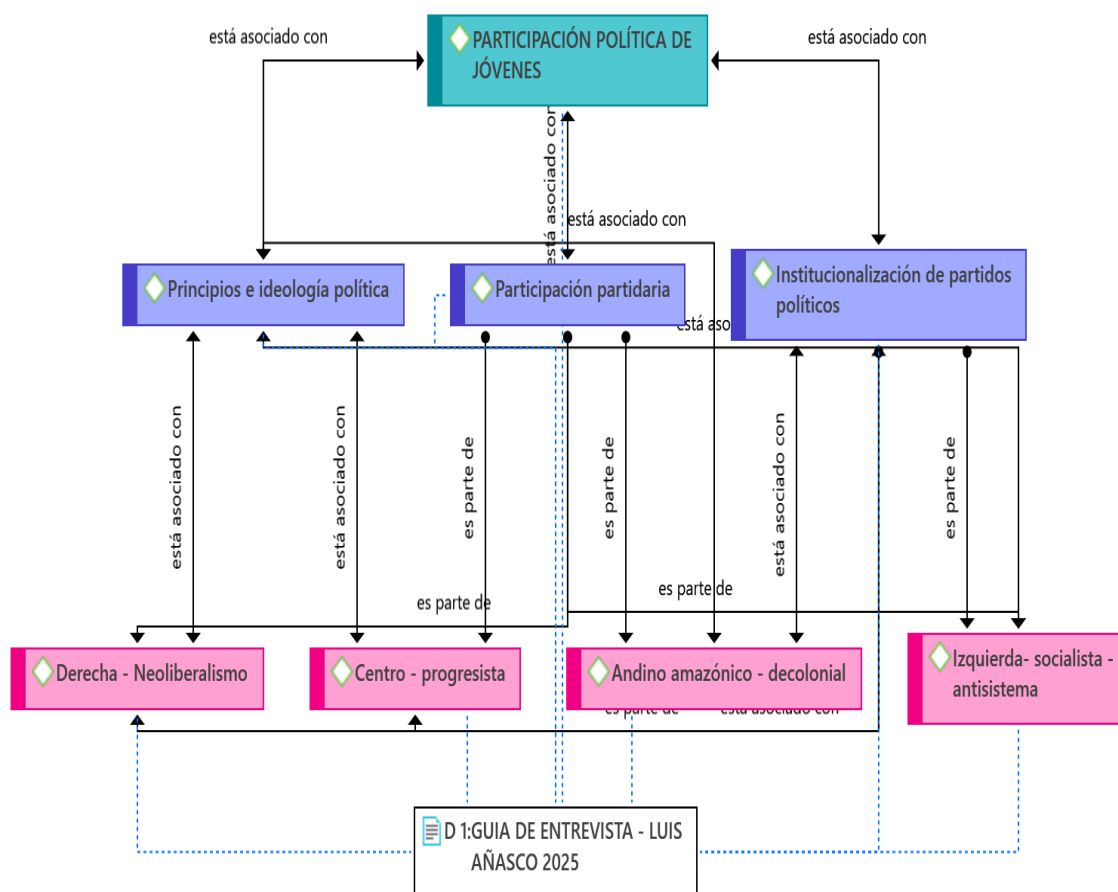 está asociado con
PARTICIPACIÓN POLÍTICA DE
JÓVENES
está asociado con
está asociado con
está asociado con
Principios e ideología política
Participación partidaria
Institucionalización de partidos
políticos
está aso
está asociado con
está asociado con
es parte de
es parte de
está asociado con
es parte de
es parte de
es parte de
Derecha - Neoliberalismo
Centro - progresista
Andino amazónico - decolonial
Izquierda- socialista -
antisistema
es parte de
está asociado con
D 1:GUIA DE ENTREVISTA - LUIS
AÑASCO 2025